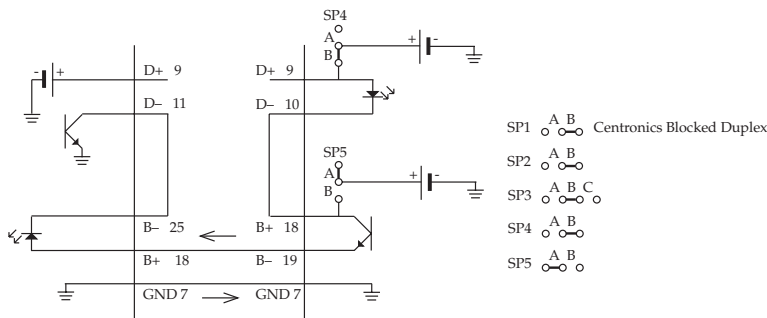 SP4
A
B
+ -
- +
D+ 9
D+ 9
D– 11
D– 10
SP5
A
B
+ -
B– 25
B+ 18
B+ 18
B– 19
GND 7
GND 7
SP1 A B Centronics Blocked Duplex
SP2 A B
SP3 A B C
SP4 A B
SP5 A B